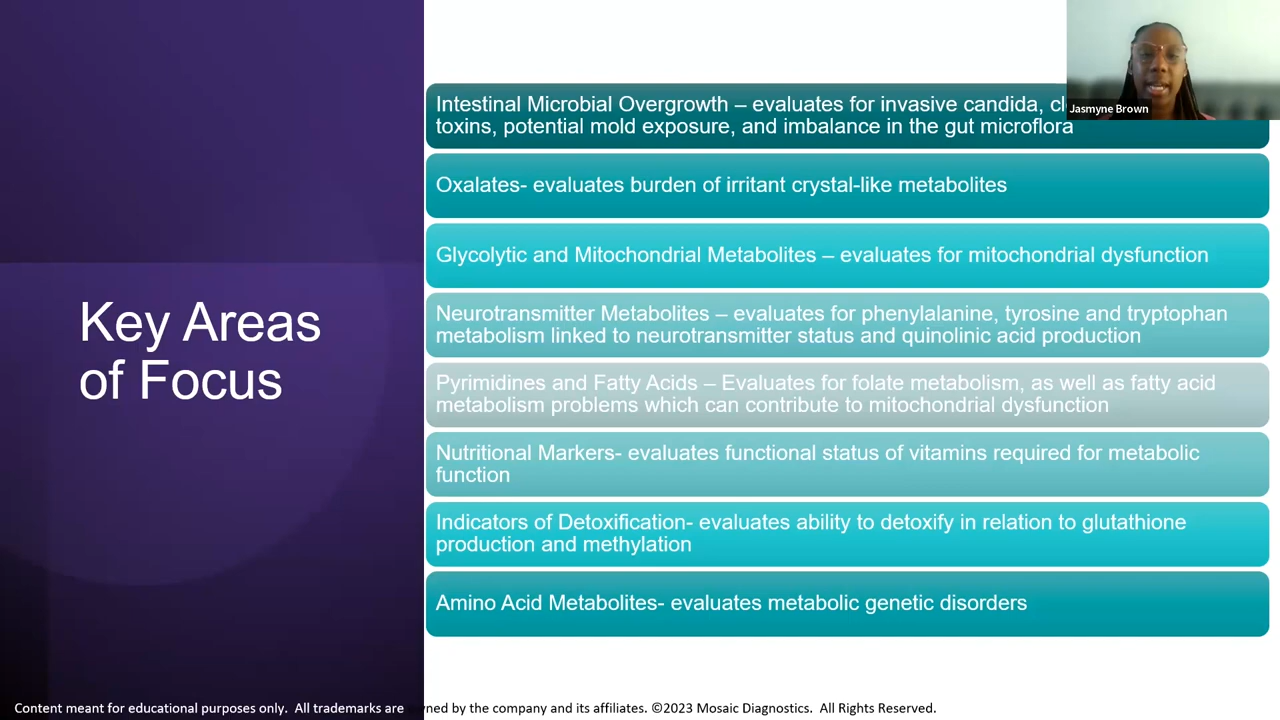 Key Areas
of Focus
Intestinal Microbial Overgrowth – evaluates for invasive candida,
toxins, potential mold exposure, and imbalance in the gut microflora
Oxalates- evaluates burden of irritant crystal-like metabolites
Glycolytic and Mitochondrial Metabolites – evaluates for mitochondrial dysfunction
Neurotransmitter Metabolites – evaluates for phenylalanine, tyrosine and tryptophan
metabolism linked to neurotransmitter status and quinolinic acid production
Pyrimidines and Fatty Acids – Evaluates for folate metabolism, as well as fatty acid
metabolism problems which can contribute to mitochondrial dysfunction
Nutritional Markers- evaluates functional status of vitamins required for metabolic
function
Indicators of Detoxification- evaluates ability to detoxify in relation to glutathione
production and methylation
Amino Acid Metabolites- evaluates metabolic genetic disorders
Jasmyne Brown
Content meant for educational purposes only. All trademarks are by the company and its affiliates. ©2023 Mosaic Diagnostics. All Rights Reserved.